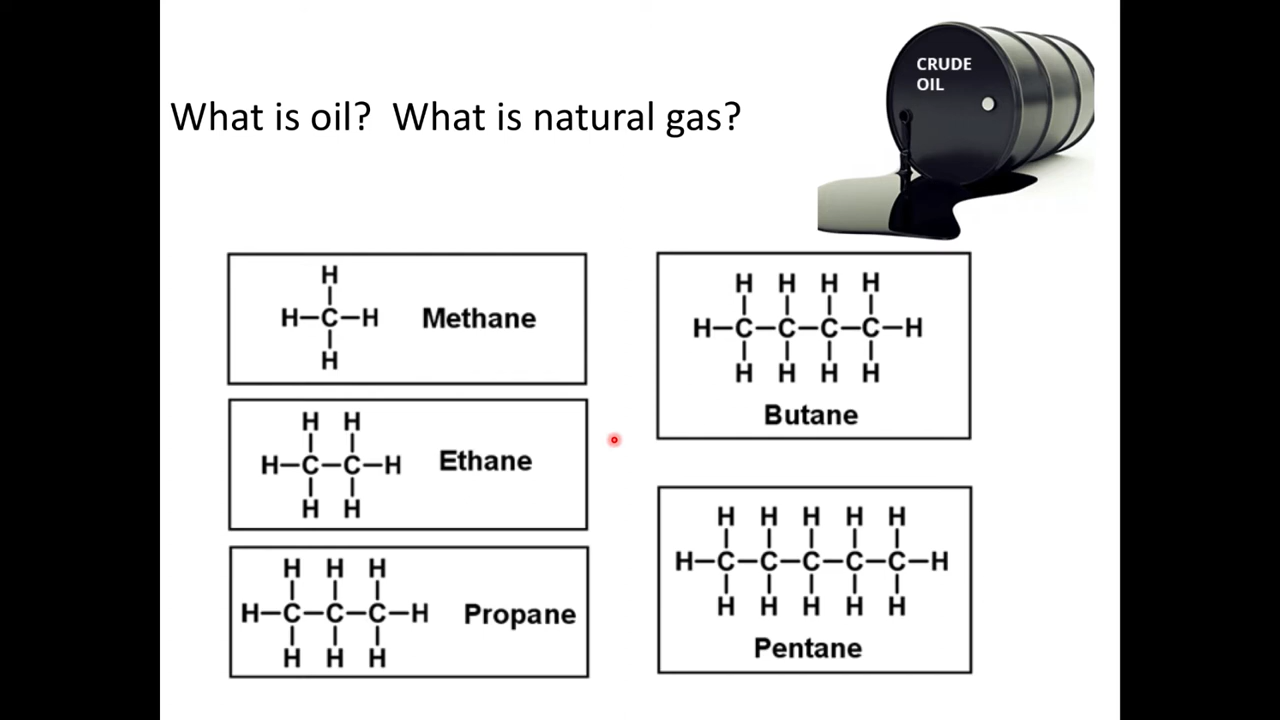 CRUDE
OIL
What is oil?  What is natural gas?
H
H–C–H
H
Methane
H H
H–C–C–H
H H
Ethane
H H H
H–C–C–C–H
H H H
Propane
H H H H
H–C–C–C–C–H
H H H H
Butane
H H H H H
H–C–C–C–C–C–H
H H H H H
Pentane